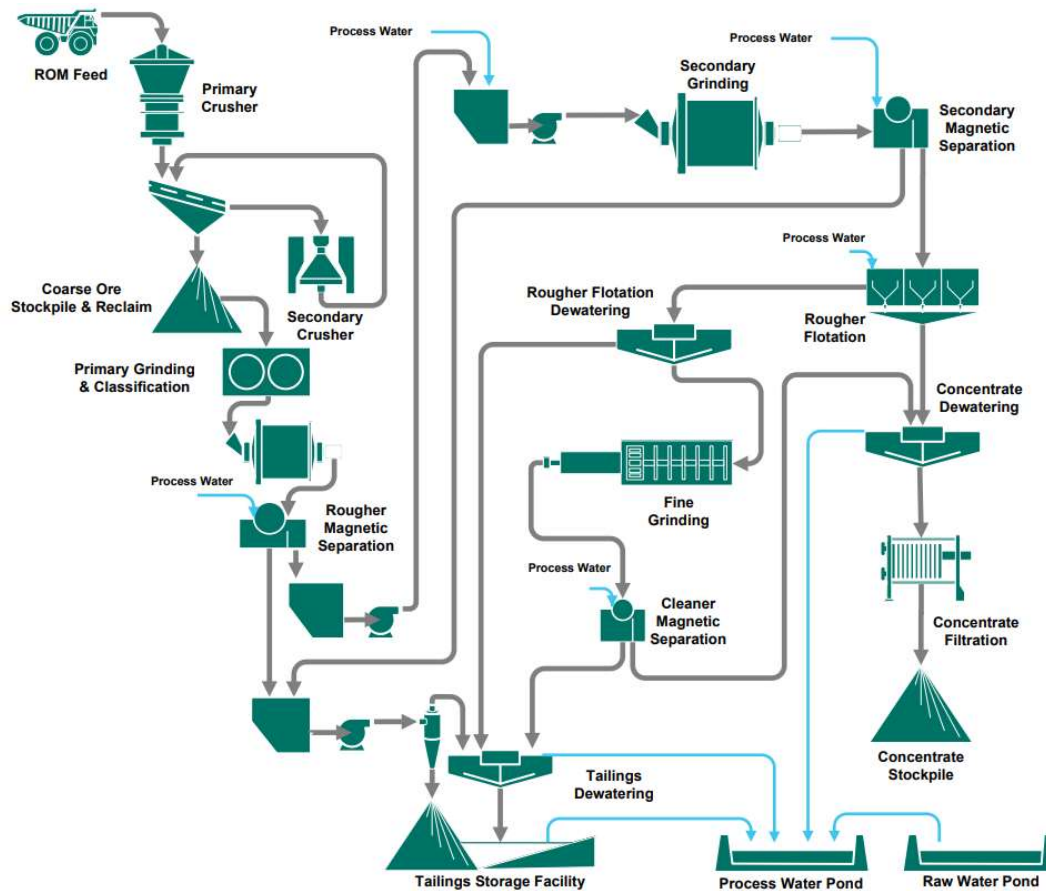 Process Water
Process Water
ROM Feed
Primary
Crusher
Secondary
Grinding
Secondary
Magnetic
Separation
Process Water
Coarse Ore
Stockpile & Reclaim
Secondary
Crusher
Rougher Flotation
Dewatering
Rougher
Flotation
Primary Grinding
& Classification
Concentrate
Dewatering
Process Water
Rougher
Magnetic
Separation
Fine
Grinding
Process Water
Cleaner
Magnetic
Separation
Concentrate
Filtration
Concentrate
Stockpile
Tailings
Dewatering
Tailings Storage Facility
Process Water Pond
Raw Water Pond